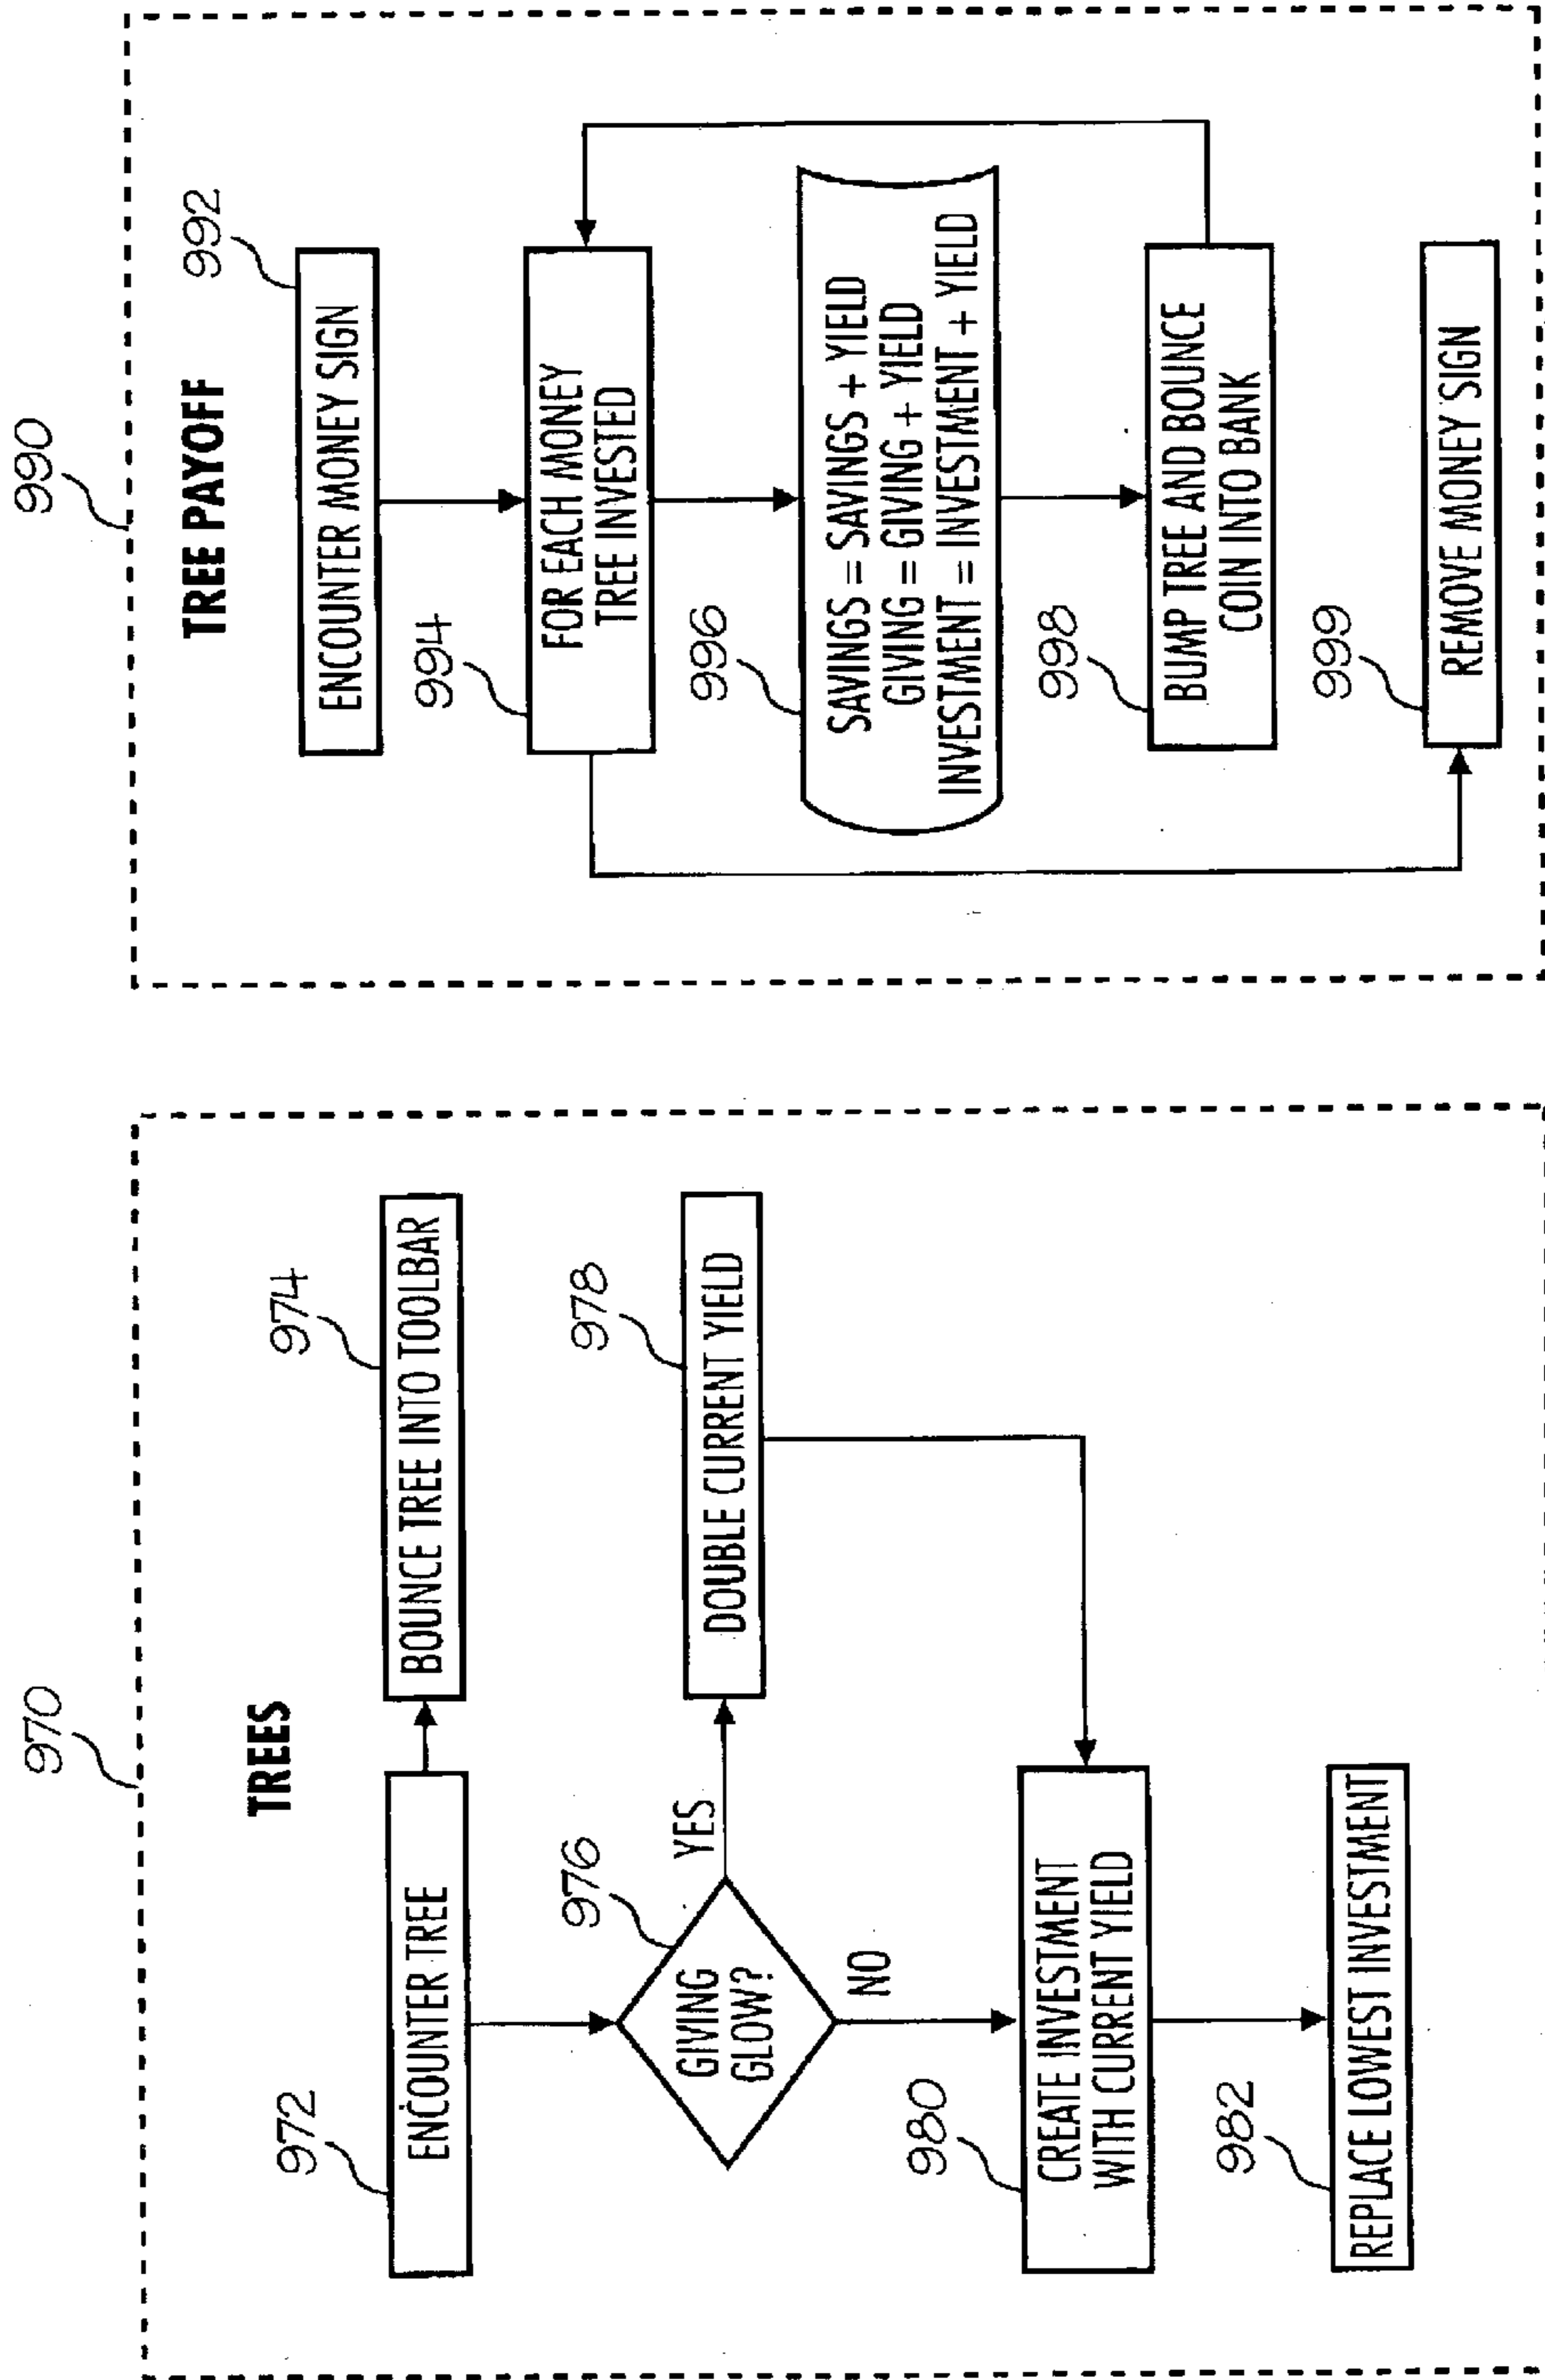 970
TREES
972
ENCOUNTER TREE
974
BOUNCE TREE INTO TOOLBAR
976
GIVING
GLOW?
YES
978
DOUBLE CURRENT YIELD
NO
980
CREATE INVESTMENT
WITH CURRENT YIELD
982
REPLACE LOWEST INVESTMENT
990
TREE PAYOFF
992
ENCOUNTER MONEY SIGN
994
FOR EACH MONEY
TREE INVESTED
996
SAVINGS = SAVINGS + YIELD
GIVING = GIVING + YIELD
INVESTMENT = INVESTMENT + YIELD
998
BUMP TREE AND BOUNCE
COIN INTO BANK
999
REMOVE MONEY SIGN